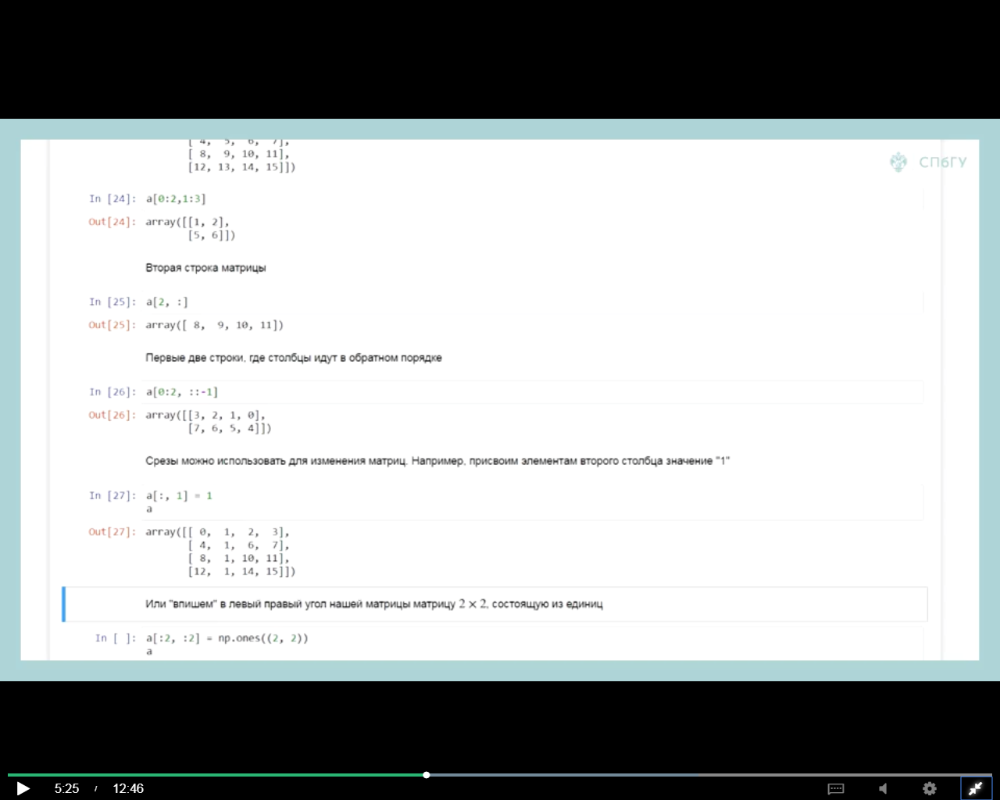 [ 4, 5, 6, 7],
[ 8, 9, 10, 11],
[12, 13, 14, 15]])
СПбГУ
In [24]: a[0:2,1:3]
Out[24]: array([[1, 2],
[5, 6]])
Вторая строка матрицы
In [25]: a[2, :]
Out[25]: array([ 8, 9, 10, 11])
Первые две строки, где столбцы идут в обратном порядке
In [26]: a[0:2, ::-1]
Out[26]: array([[3, 2, 1, 0],
[7, 6, 5, 4]])
Срезы можно использовать для изменения матриц. Например, присвоим элементам второго столбца значение "1"
In [27]: a[:, 1] = 1
a
Out[27]: array([[ 0, 1, 2, 3],
[ 4, 1, 6, 7],
[ 8, 1, 10, 11],
[12, 1, 14, 15]])
Или "впишем" в левый правый угол нашей матрицы матрицу 2 × 2, состоящую из единиц
In [ ]: a[:2, :2] = np.ones((2, 2))
a
5:25 / 12:46